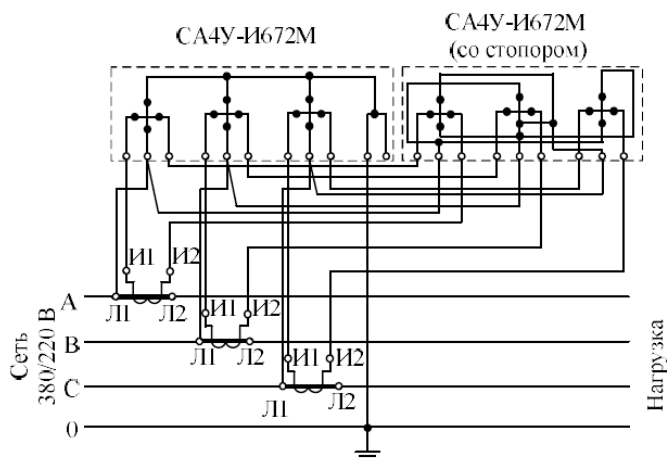 СА4У-И672М
СА4У-И672М
(со стопором)
И1 И2
А
Л1 Л2
И1 И2
В
Л1 Л2
И1 И2
С
Л1 Л2
0
Сеть
380/220 В
Нагрузка